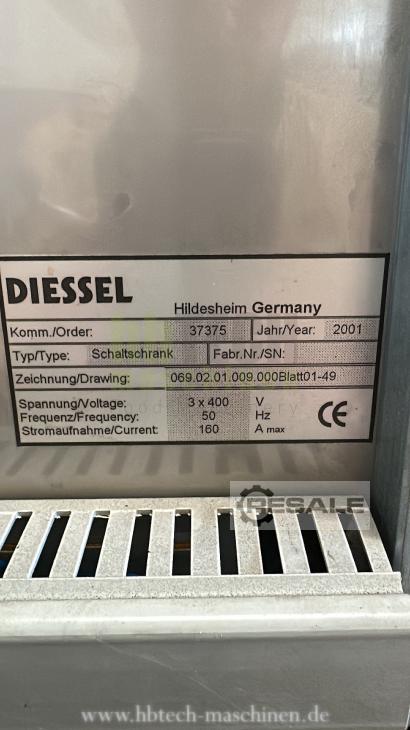 DIESSEL
Hildesheim Germany
Komm./Order: 37375 Jahr/Year: 2001
Typ/Type: Schaltschrank Fabr.Nr./SN:
Zeichnung/Drawing: 069.02.01.009.000Blatt01-49
Spannung/Voltage: 3 x 400 V
Frequenz/Frequency: 50 Hz
Stromaufnahme/Current: 160 A max
CE
RESALE
www.hbtech-maschinen.de